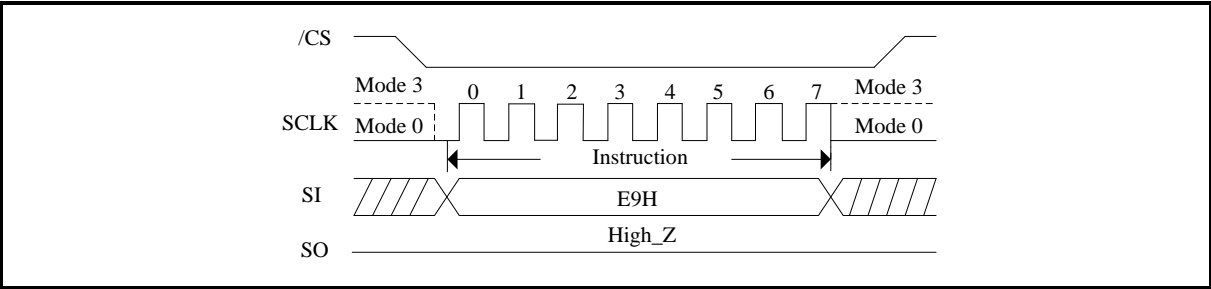 /CS
Mode 3 0 1 2 3 4 5 6 7 Mode 3
SCLK Mode 0 Mode 0
Instruction
SI E9H
High_Z
SO